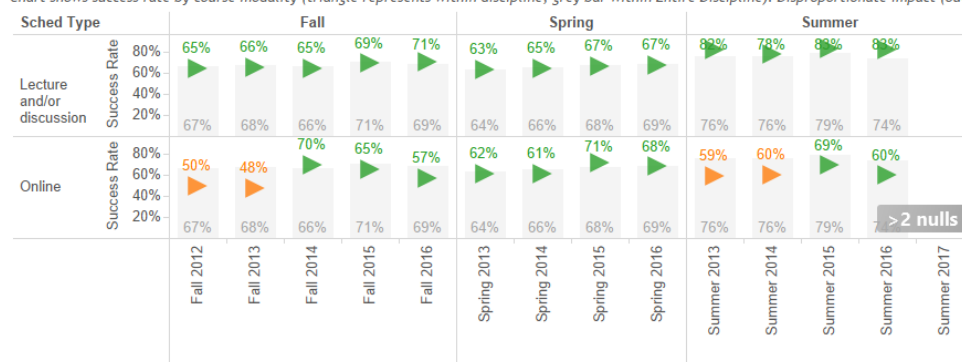 Sched Type Fall Spring Summer
Lecture and/or discussion
Success Rate
80%
60%
40%
20%
65% 66% 65% 69% 71% 63% 65% 67% 67% 82% 78% 83% 83%
67% 68% 66% 71% 69% 64% 66% 68% 69% 76% 76% 79% 74%
Online
Success Rate
80%
60%
40%
20%
50% 48% 70% 65% 57% 62% 61% 71% 68% 59% 60% 69% 60%
67% 68% 66% 71% 69% 64% 66% 68% 69% 76% 76% 79%
>2 nulls
Fall 2012
Fall 2013
Fall 2014
Fall 2015
Fall 2016
Spring 2013
Spring 2014
Spring 2015
Spring 2016
Summer 2013
Summer 2014
Summer 2015
Summer 2016
Summer 2017